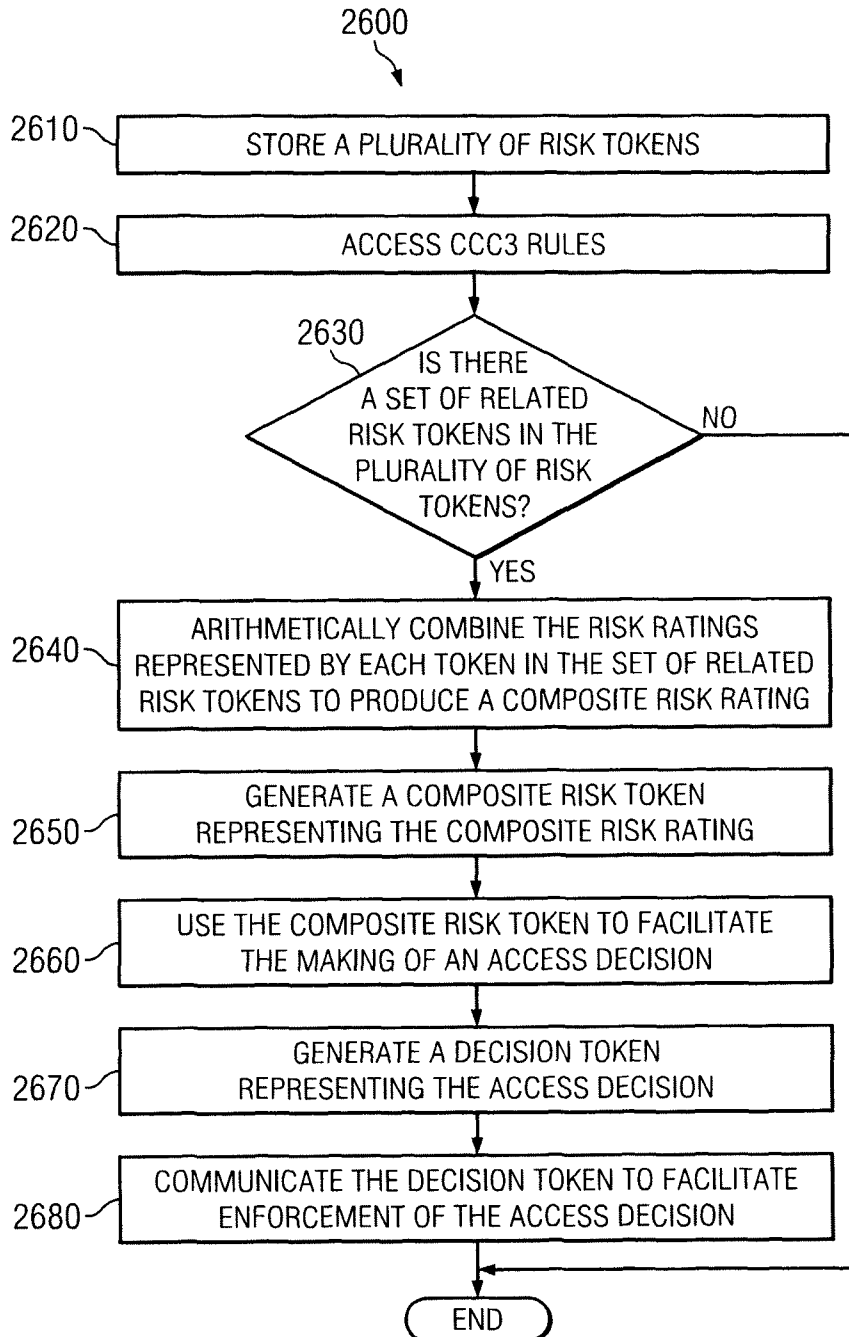 2600
2610
STORE A PLURALITY OF RISK TOKENS
2620
ACCESS CCC3 RULES
2630
IS THERE
A SET OF RELATED
RISK TOKENS IN THE
PLURALITY OF RISK
TOKENS?
NO
YES
2640
ARITHMETICALLY COMBINE THE RISK RATINGS
REPRESENTED BY EACH TOKEN IN THE SET OF RELATED
RISK TOKENS TO PRODUCE A COMPOSITE RISK RATING
2650
GENERATE A COMPOSITE RISK TOKEN
REPRESENTING THE COMPOSITE RISK RATING
2660
USE THE COMPOSITE RISK TOKEN TO FACILITATE
THE MAKING OF AN ACCESS DECISION
2670
GENERATE A DECISION TOKEN
REPRESENTING THE ACCESS DECISION
2680
COMMUNICATE THE DECISION TOKEN TO FACILITATE
ENFORCEMENT OF THE ACCESS DECISION
END